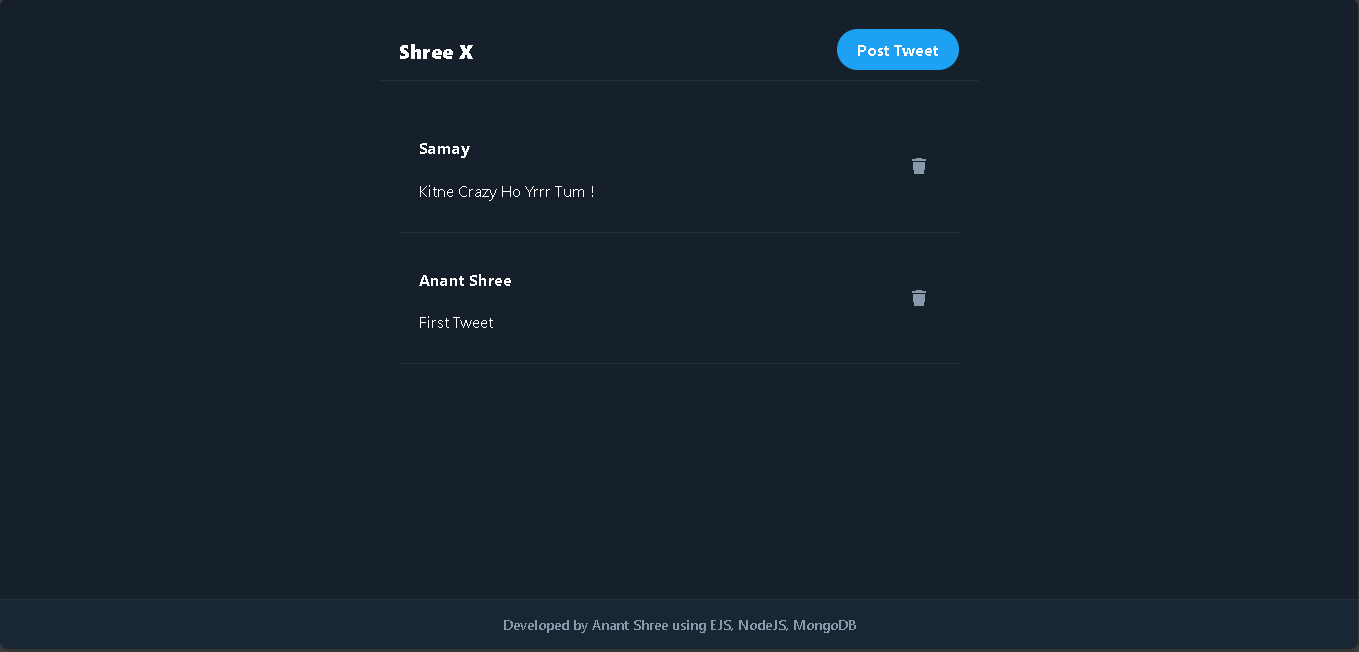 Shree X
Post Tweet
Samay
Kitne Crazy Ho Yrrr Tum !
Anant Shree
First Tweet
Developed by Anant Shree using EJS, NodeJS, MongoDB